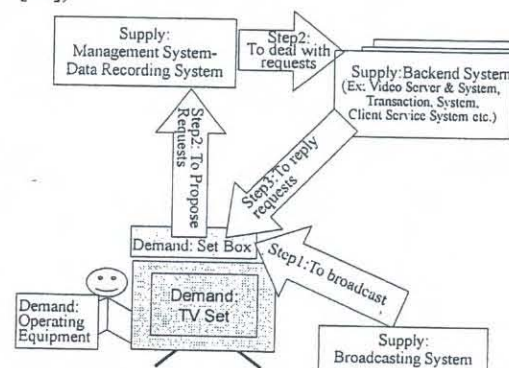 Supply:
Management System-
Data Recording System
Step2:
To deal with
requests
Supply:Backend System
(Ex: Video Server & System,
Transaction, System,
Client Service System etc.)
Step2: To Propose
Requests
Step3: To reply
requests
Demand: Set Box
Step1: To broadcast
Demand:
TV Set
Demand:
Operating
Equipment
Supply:
Broadcasting System